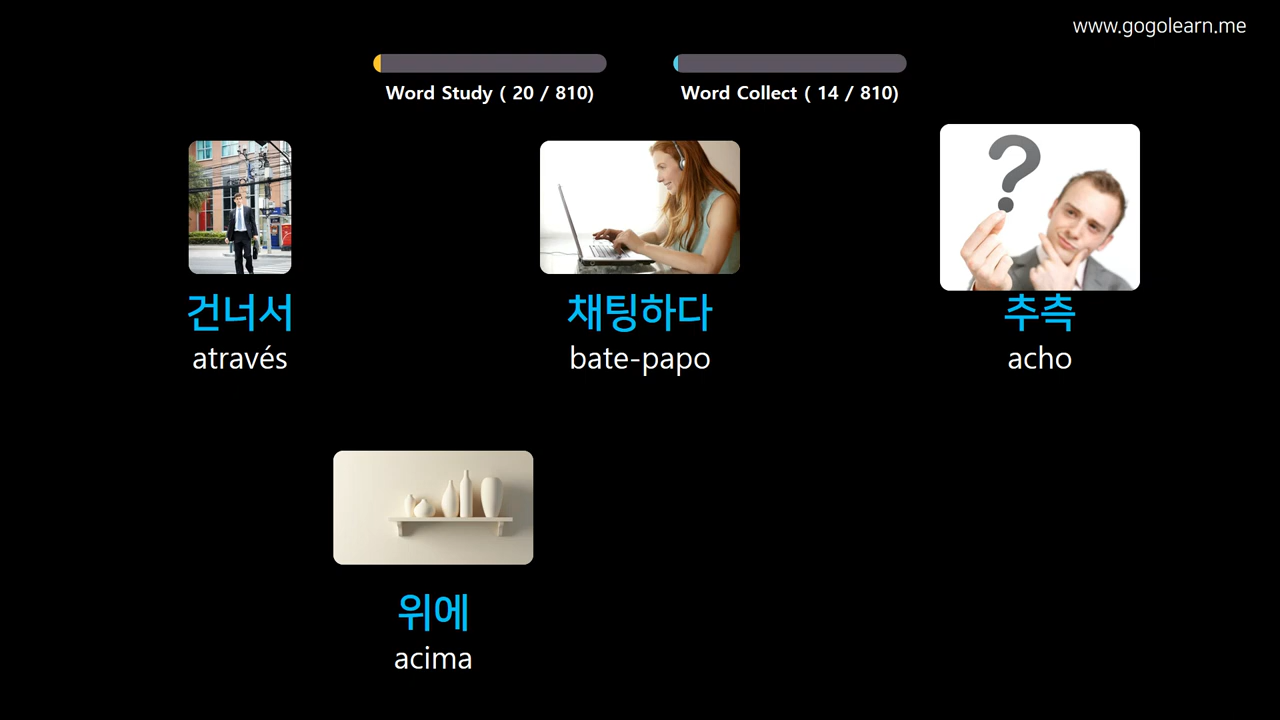 www.gogolearn.me
Word Study ( 20 / 810)
Word Collect ( 14 / 810)
건너서
através
채팅하다
bate-papo
추측
acho
위에
acima